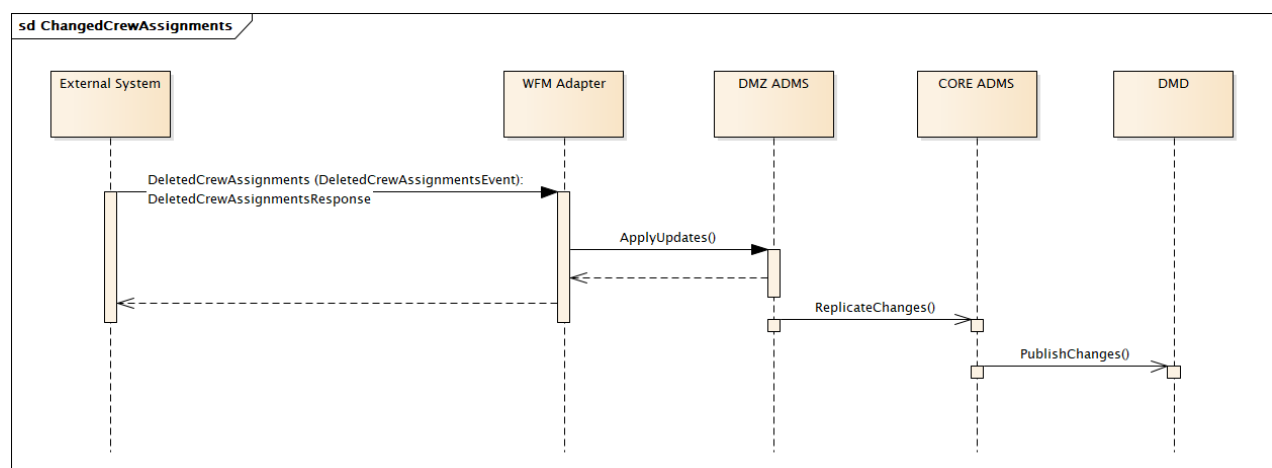 sd ChangedCrewAssignments
External System
WFM Adapter
DMZ ADMS
CORE ADMS
DMD
DeletedCrewAssignments (DeletedCrewAssignmentsEvent):
DeletedCrewAssignmentsResponse
ApplyUpdates()
ReplicateChanges()
PublishChanges()